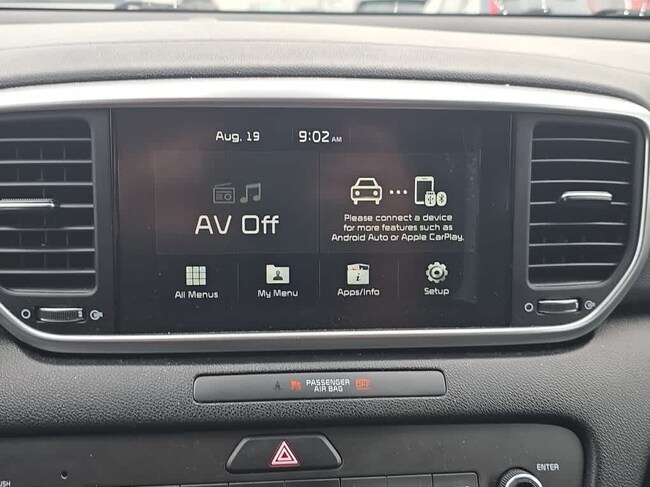 Aug. 19 9:02 AM
AV Off
Please connect a device
for more features such as
Android Auto or Apple CarPlay.
All Menus My Menu Apps/Info Setup
PASSENGER
AIR BAG OFF
ENTER